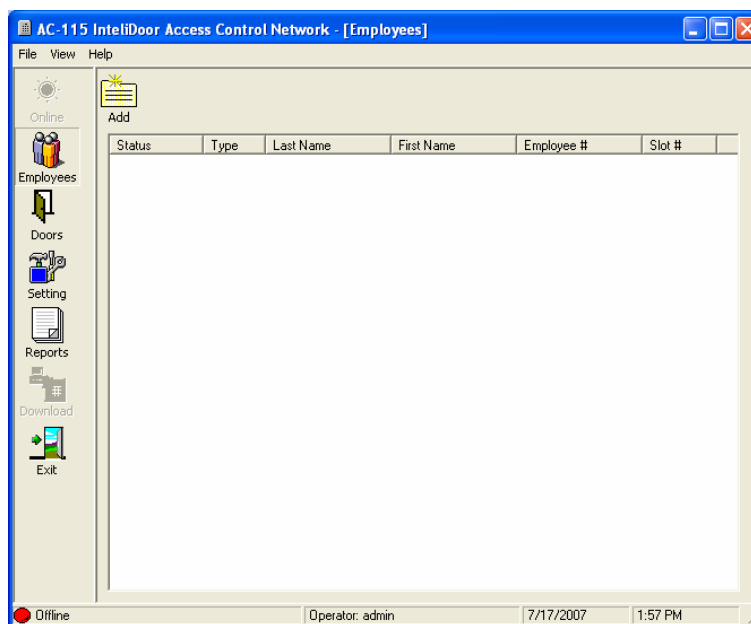 AC-115 InteliDoor Access Control Network - [Employees]
File View Help
Online
Employees
Doors
Setting
Reports
Download
Exit
Add
Status Type Last Name First Name Employee # Slot #
Offline Operator: admin 7/17/2007 1:57 PM